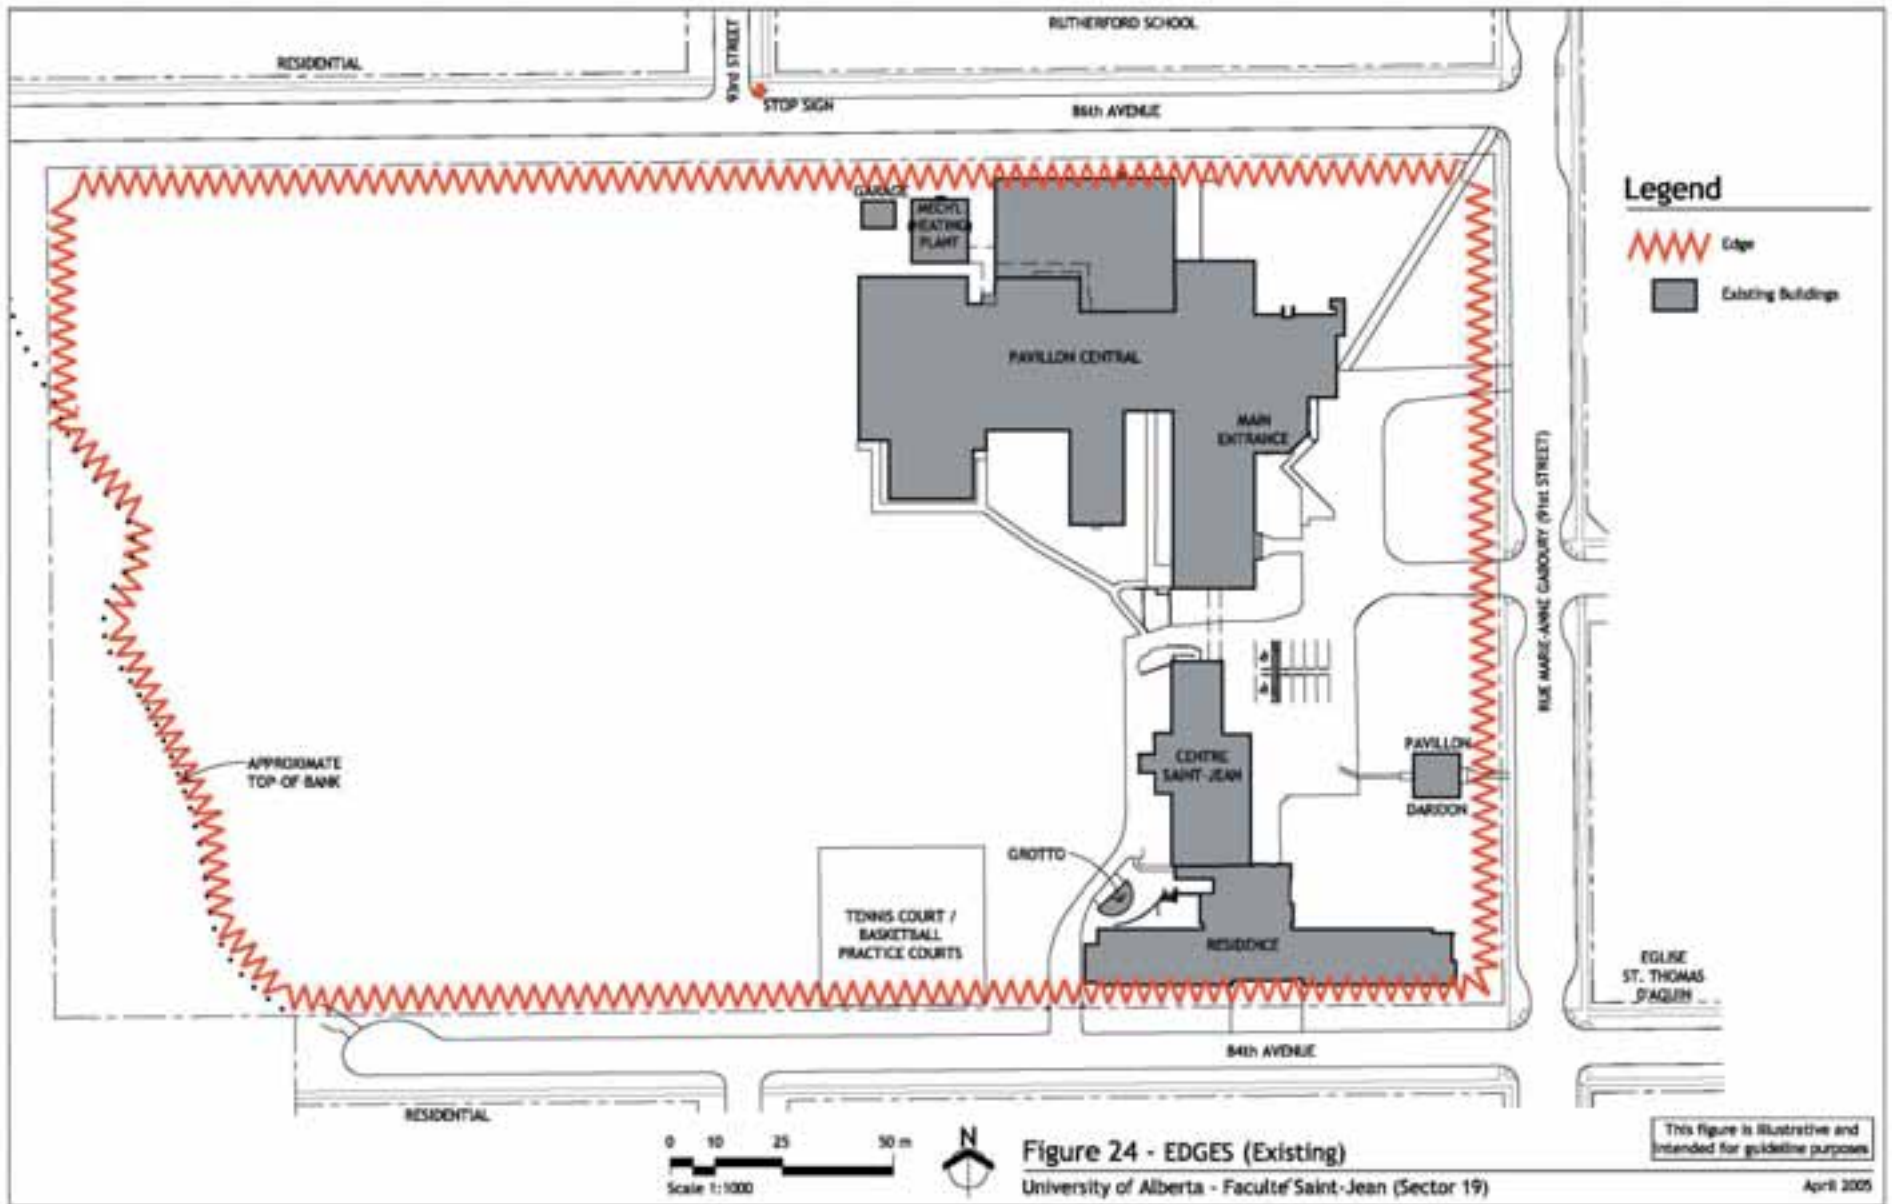 RESIDENTIAL
93rd STREET
RUTHERFORD SCHOOL
STOP SIGN
86th AVENUE
Legend
Edge
Existing Buildings
GARAGE
MECH'L
HEATING
PLANT
PAVILLON CENTRAL
MAIN
ENTRANCE
RUE MARIE-ANNE GABOURY (91st STREET)
APPROXIMATE
TOP-OF-BANK
CENTRE
SAINT-JEAN
PAVILLON
DARIDON
GROTTO
TENNIS COURT /
BASKETBALL
PRACTICE COURTS
RESIDENCE
EGLISE
ST. THOMAS
D'AQUIN
84th AVENUE
RESIDENTIAL
0 10 25 50 m
Scale 1:1000
N
Figure 24 - EDGES (Existing)
University of Alberta - Faculté Saint-Jean (Sector 19)
This figure is illustrative and
intended for guideline purposes
April 2005